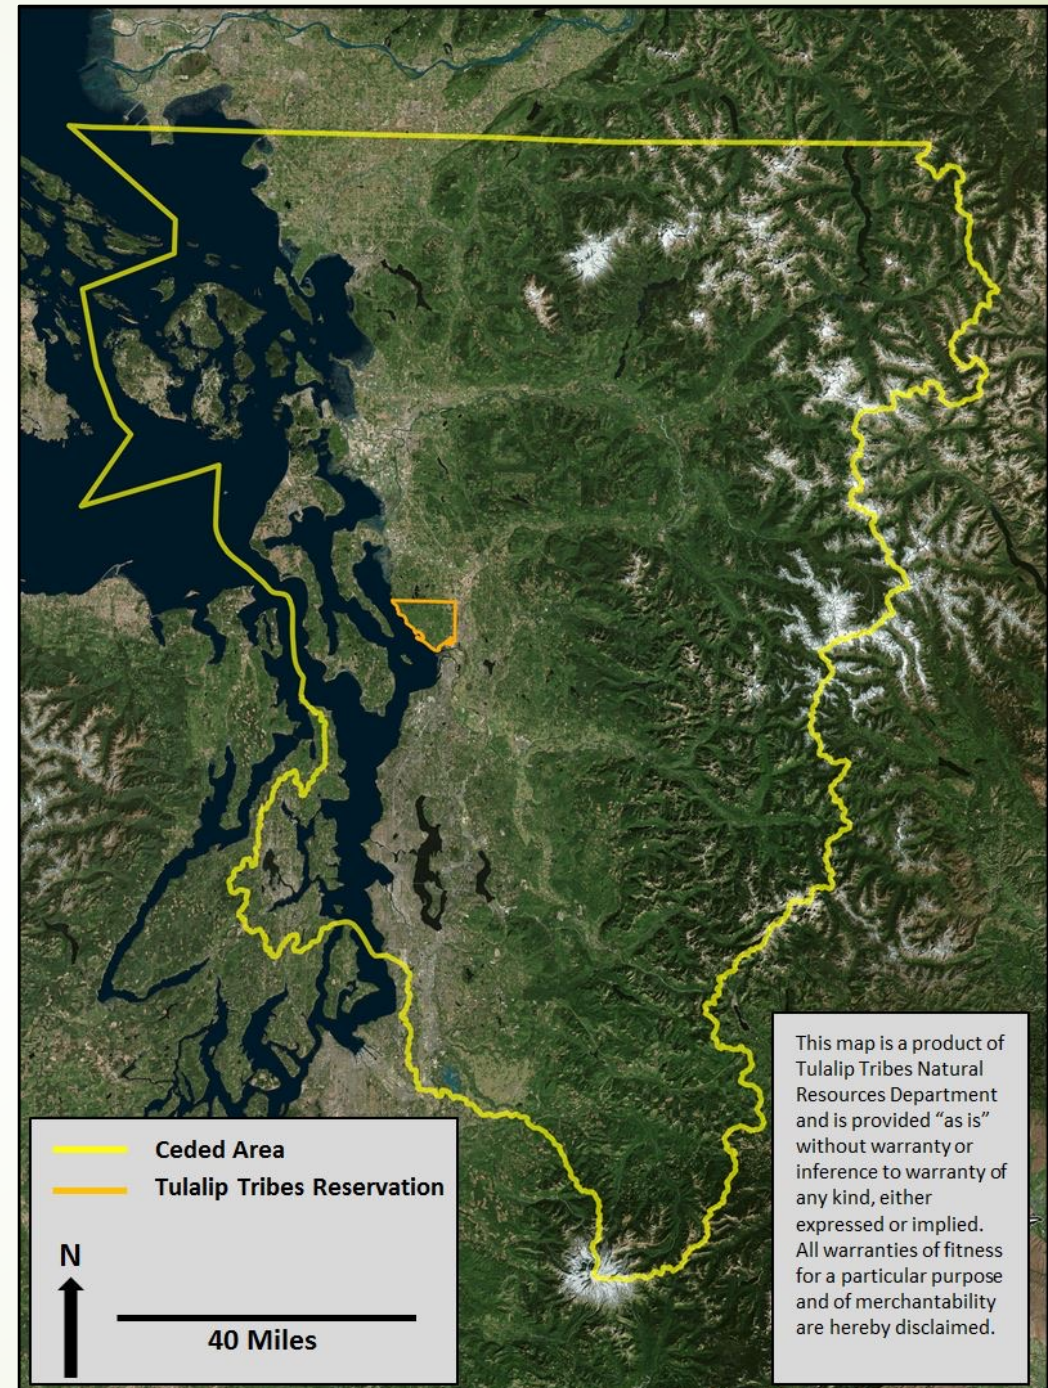 Ceded Area
Tulalip Tribes Reservation
N
40 Miles
This map is a product of
Tulalip Tribes Natural
Resources Department
and is provided “as is”
without warranty or
inference to warranty of
any kind, either
expressed or implied.
All warranties of fitness
for a particular purpose
and of merchantability
are hereby disclaimed.